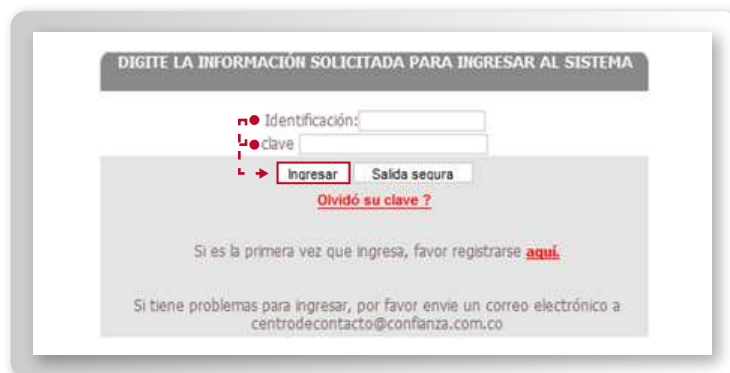 DIGITE LA INFORMACIÓN SOLICITADA PARA INGRESAR AL SISTEMA
Identificación:
clave
Ingresar Salida segura
Olvidó su clave ?
Si es la primera vez que ingresa, favor registrarse aquí.
Si tiene problemas para ingresar, por favor envie un correo electrónico a
centrodecontacto@confianza.com.co